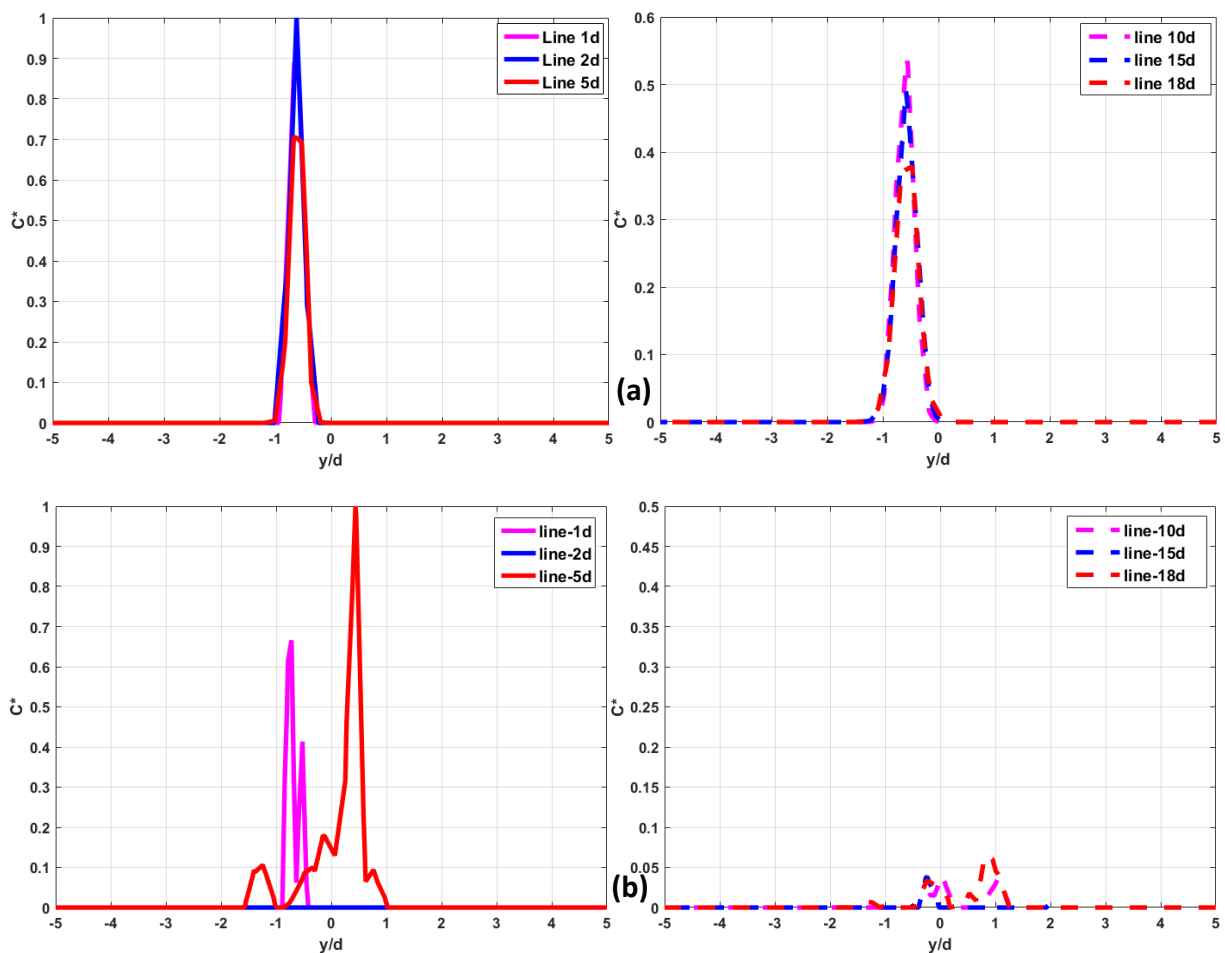 1
0.9
0.8
0.7
0.6
0.5
0.4
0.3
0.2
0.1
0
C*
-5 -4 -3 -2 -1 0 1 2 3 4 5
y/d
Line 1d
Line 2d
Line 5d
0.6
0.5
0.4
0.3
0.2
0.1
0
C*
-5 -4 -3 -2 -1 0 1 2 3 4 5
y/d
line 10d
line 15d
line 18d
(a)
1
0.9
0.8
0.7
0.6
0.5
0.4
0.3
0.2
0.1
0
C*
-5 -4 -3 -2 -1 0 1 2 3 4 5
y/d
line-1d
line-2d
line-5d
0.5
0.45
0.4
0.35
0.3
0.25
0.2
0.15
0.1
0.05
0
C*
-5 -4 -3 -2 -1 0 1 2 3 4 5
y/d
line-10d
line-15d
line-18d
(b)